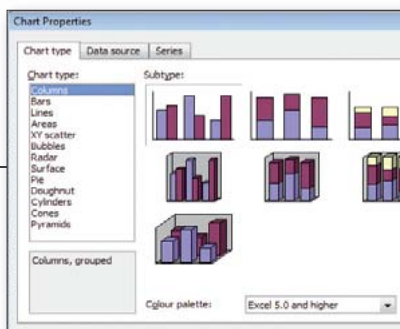 Chart Properties
Chart type
Data source
Series
Chart type:
Subtype:
Columns
Bars
Lines
Areas
XY scatter
Bubbles
Radar
Surface
Pie
Doughnut
Cylinders
Cones
Pyramids
Columns, grouped
Colour palette:
Excel 5.0 and higher